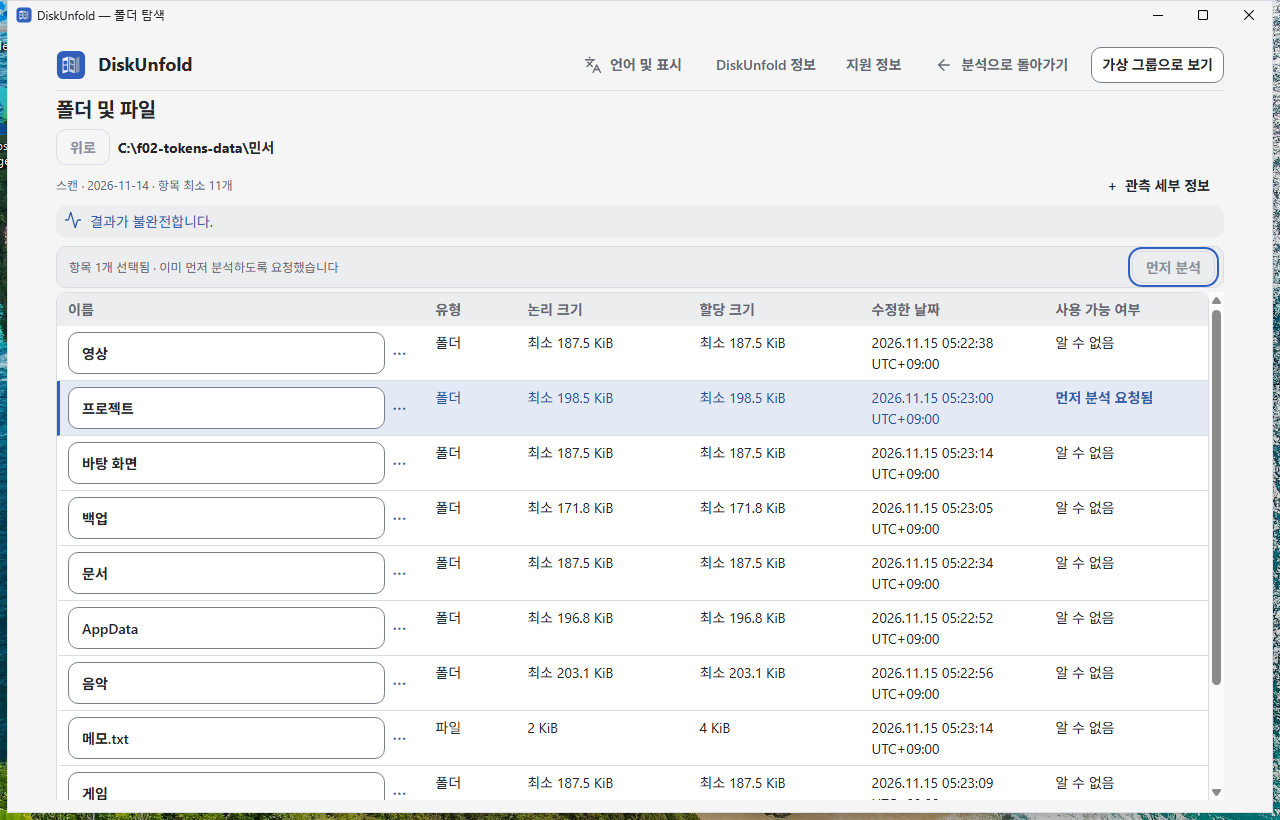 DiskUnfold — 폴더 탐색
DiskUnfold
언어 및 표시
DiskUnfold 정보
지원 정보
← 분석으로 돌아가기
가상 그룹으로 보기
폴더 및 파일
위로
C:\f02-tokens-data\민서
스캔 · 2026-11-14 · 항목 최소 11개
+ 관측 세부 정보
결과가 불완전합니다.
항목 1개 선택됨 · 이미 먼저 분석하도록 요청했습니다
먼저 분석
이름 유형 논리 크기 할당 크기 수정한 날짜 사용 가능 여부
영상 ... 폴더 최소 187.5 KiB 최소 187.5 KiB 2026.11.15 05:22:38 알 수 없음
UTC+09:00
프로젝트 ... 폴더 최소 198.5 KiB 최소 198.5 KiB 2026.11.15 05:23:00 먼저 분석 요청됨
UTC+09:00
바탕 화면 ... 폴더 최소 187.5 KiB 최소 187.5 KiB 2026.11.15 05:23:14 알 수 없음
UTC+09:00
백업 ... 폴더 최소 171.8 KiB 최소 171.8 KiB 2026.11.15 05:23:05 알 수 없음
UTC+09:00
문서 ... 폴더 최소 187.5 KiB 최소 187.5 KiB 2026.11.15 05:22:34 알 수 없음
UTC+09:00
AppData ... 폴더 최소 196.8 KiB 최소 196.8 KiB 2026.11.15 05:22:52 알 수 없음
UTC+09:00
음악 ... 폴더 최소 203.1 KiB 최소 203.1 KiB 2026.11.15 05:22:56 알 수 없음
UTC+09:00
메모.txt ... 파일 2 KiB 4 KiB 2026.11.15 05:23:14 알 수 없음
UTC+09:00
게임 ... 폴더 최소 187.5 KiB 최소 187.5 KiB 2026.11.15 05:23:09 알 수 없음